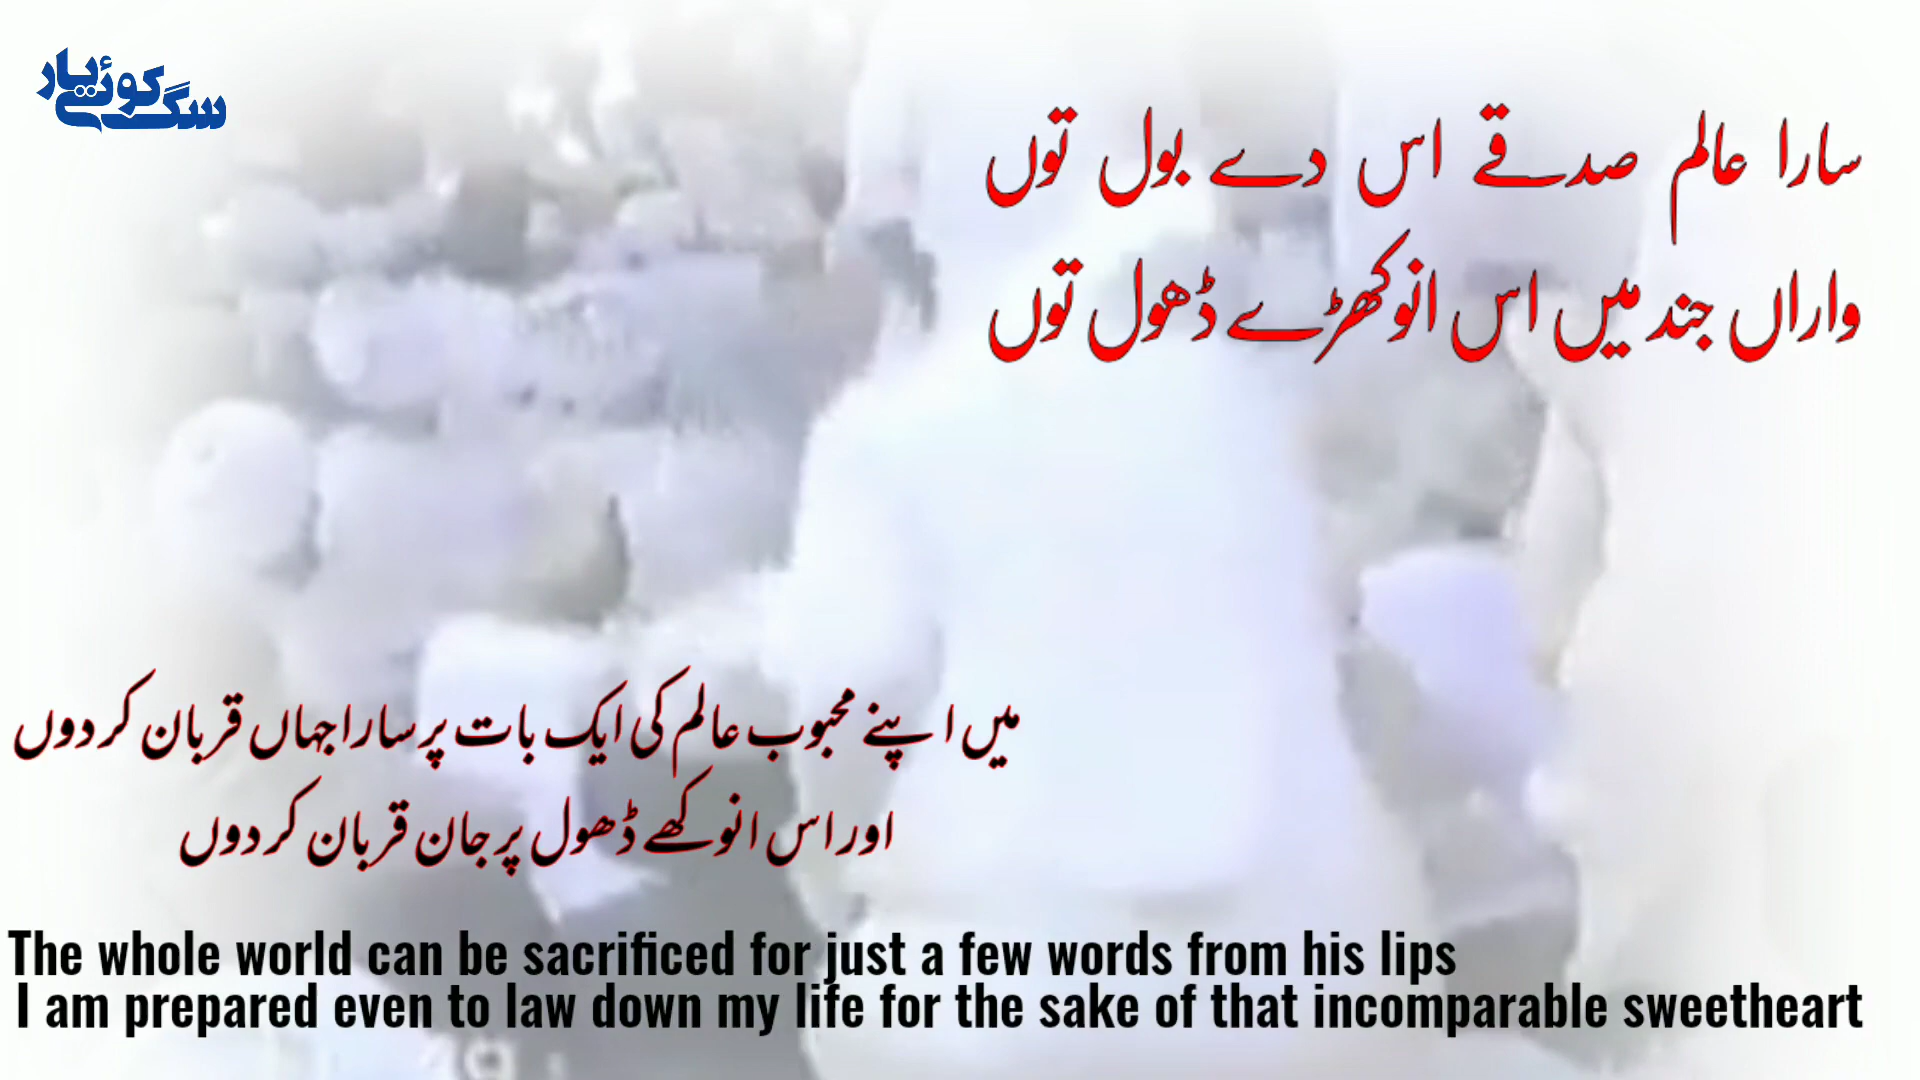 سگ کوئے یار
سارا عالم صدقے اس دے بول توں
واراں جند میں اس انوکھڑے ڈھول توں
میں اپنے محبوب عالم کی ایک بات پر سارا جہاں قربان کر دوں
اور اس انوکھے ڈھول پر جان قربان کر دوں
The whole world can be sacrificed for just a few words from his lips
I am prepared even to law down my life for the sake of that incomparable sweetheart